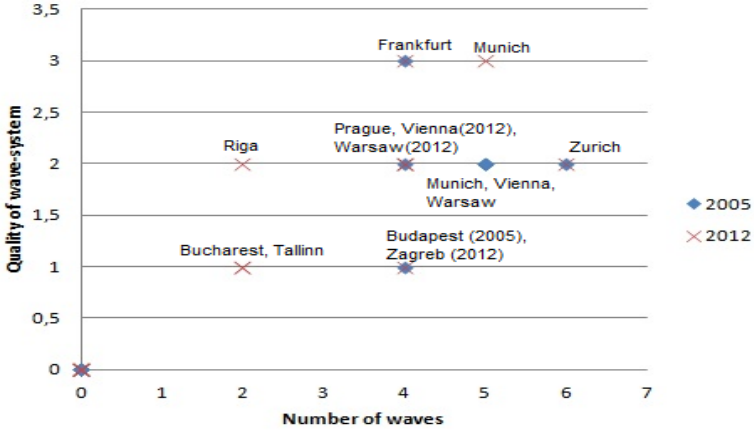 3,5
Frankfurt Munich
3
2,5
Prague, Vienna(2012),
Warsaw(2012)
Riga
Zurich
2
Munich, Vienna,
Warsaw
2005
1,5
2012
Budapest (2005),
Zagreb (2012)
Bucharest, Tallinn
1
0,5
0
0 1 2 3 4 5 6 7
Number of waves
Quality of wave-system